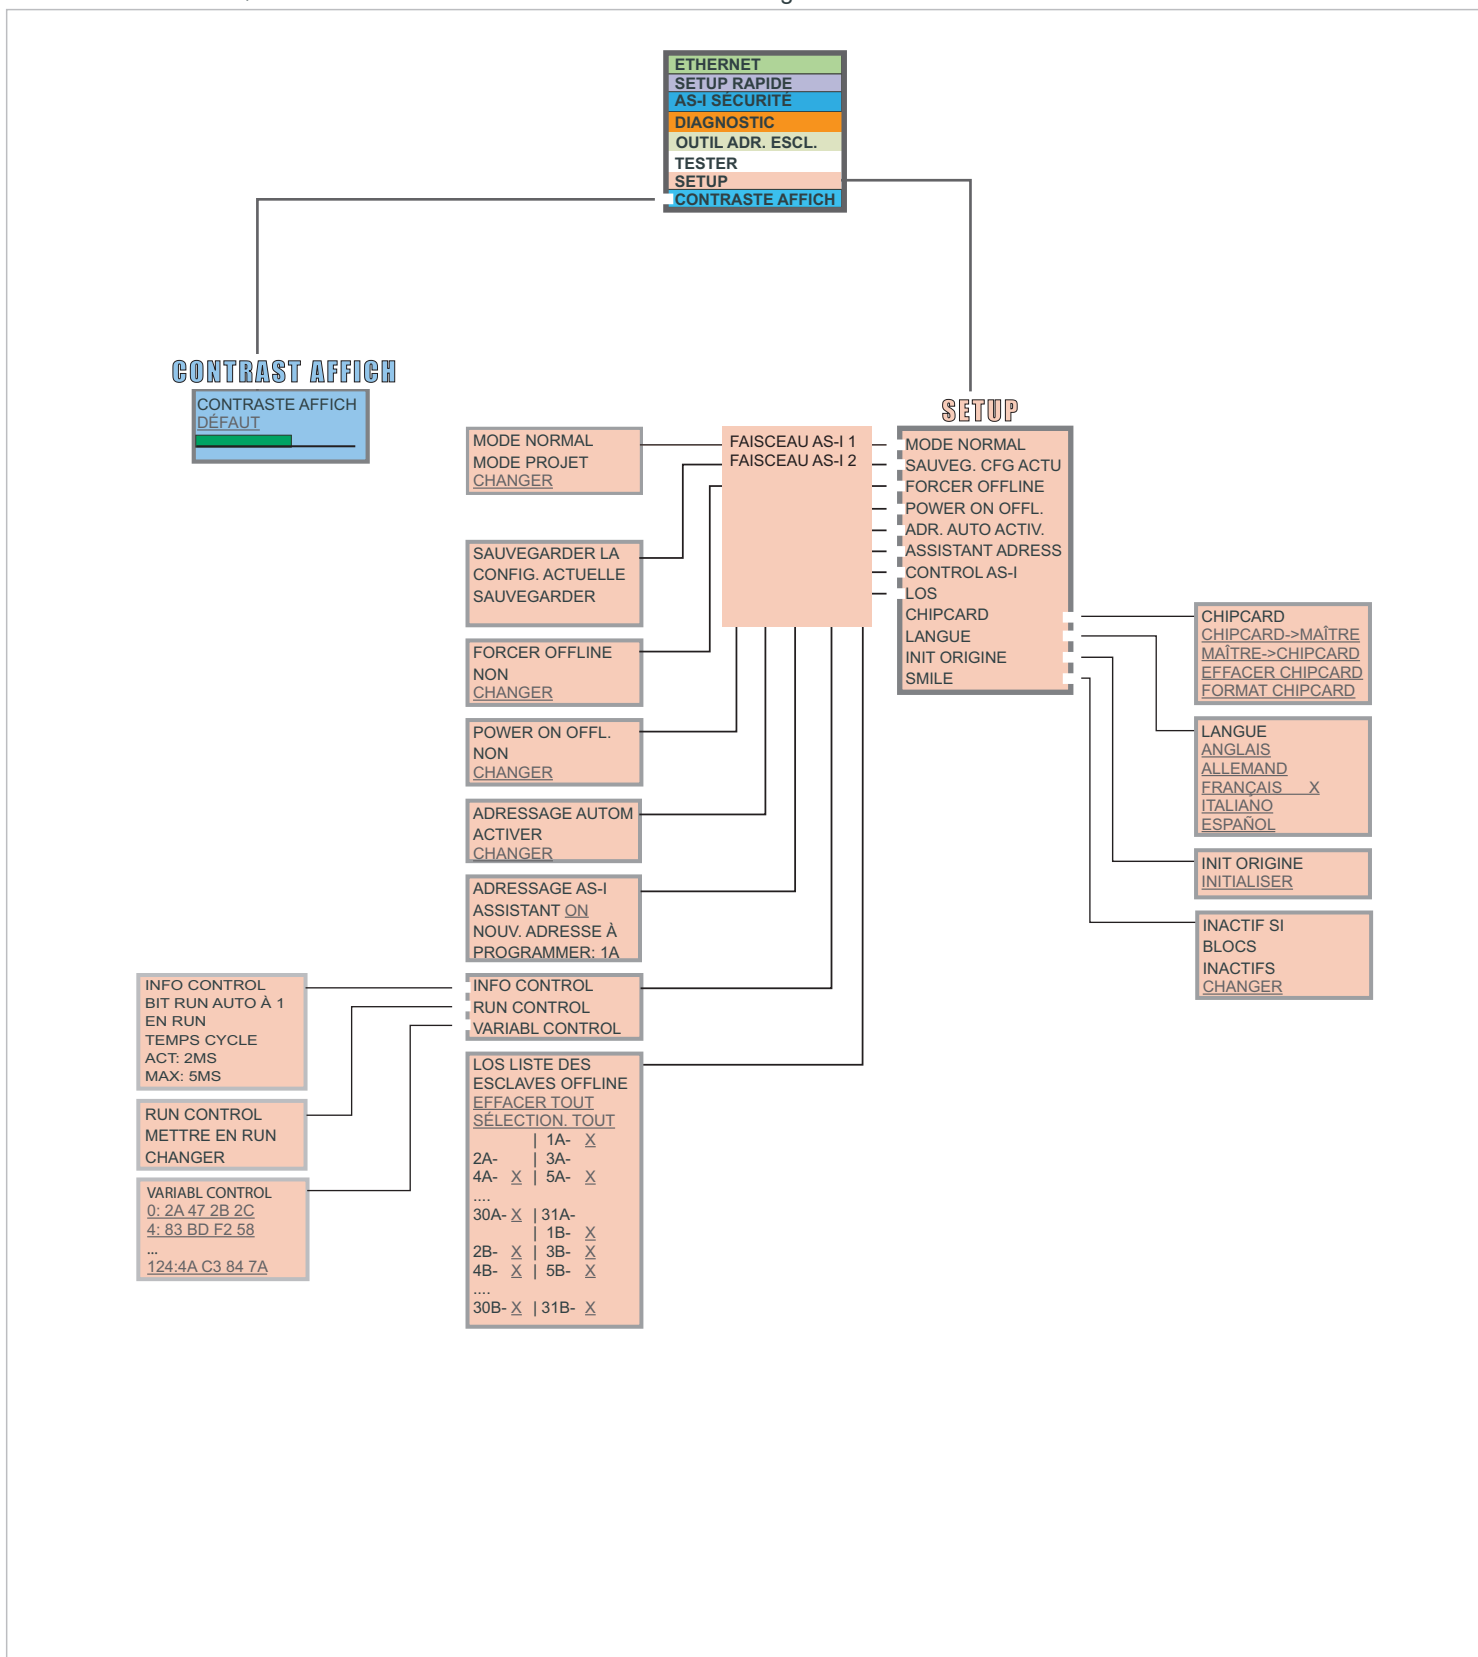 ETHERNET
SETUP RAPIDE
AS-I SÉCURITÉ
DIAGNOSTIC
OUTIL ADR. ESCL.
TESTER
SETUP
CONTRASTE AFFICH
CONTRAST AFFICH
CONTRASTE AFFICH
DÉFAUT
SETUP
MODE NORMAL
SAUVEG. CFG ACTU
FORCER OFFLINE
POWER ON OFFL.
ADR. AUTO ACTIV.
ASSISTANT ADRESS
CONTROL AS-I
LOS
CHIPCARD
LANGUE
INIT ORIGINE
SMILE
FAISCEAU AS-I 1
FAISCEAU AS-I 2
MODE NORMAL
MODE PROJET
CHANGER
SAUVEGARDER LA
CONFIG. ACTUELLE
SAUVEGARDER
FORCER OFFLINE
NON
CHANGER
POWER ON OFFL.
NON
CHANGER
ADRESSAGE AUTOM
ACTIVER
CHANGER
ADRESSAGE AS-I
ASSISTANT ON
NOUV. ADRESSE À
PROGRAMMER: 1A
INFO CONTROL
RUN CONTROL
VARIABL CONTROL
LOS LISTE DES
ESCLAVES OFFLINE
EFFACER TOUT
SÉLECTION. TOUT
| 1A- X
2A- | 3A-
4A- X | 5A- X
....
30A- X | 31A-
| 1B- X
2B- X | 3B- X
4B- X | 5B- X
....
30B- X | 31B- X
INFO CONTROL
BIT RUN AUTO À 1
EN RUN
TEMPS CYCLE
ACT: 2MS
MAX: 5MS
RUN CONTROL
METTRE EN RUN
CHANGER
VARIABL CONTROL
0: 2A 47 2B 2C
4: 83 BD F2 58
...
124:4A C3 84 7A
CHIPCARD
CHIPCARD->MAÎTRE
MAÎTRE->CHIPCARD
EFFACER CHIPCARD
FORMAT CHIPCARD
LANGUE
ANGLAIS
ALLEMAND
FRANÇAIS X
ITALIANO
ESPAÑOL
INIT ORIGINE
INITIALISER
INACTIF SI
BLOCS
INACTIFS
CHANGER